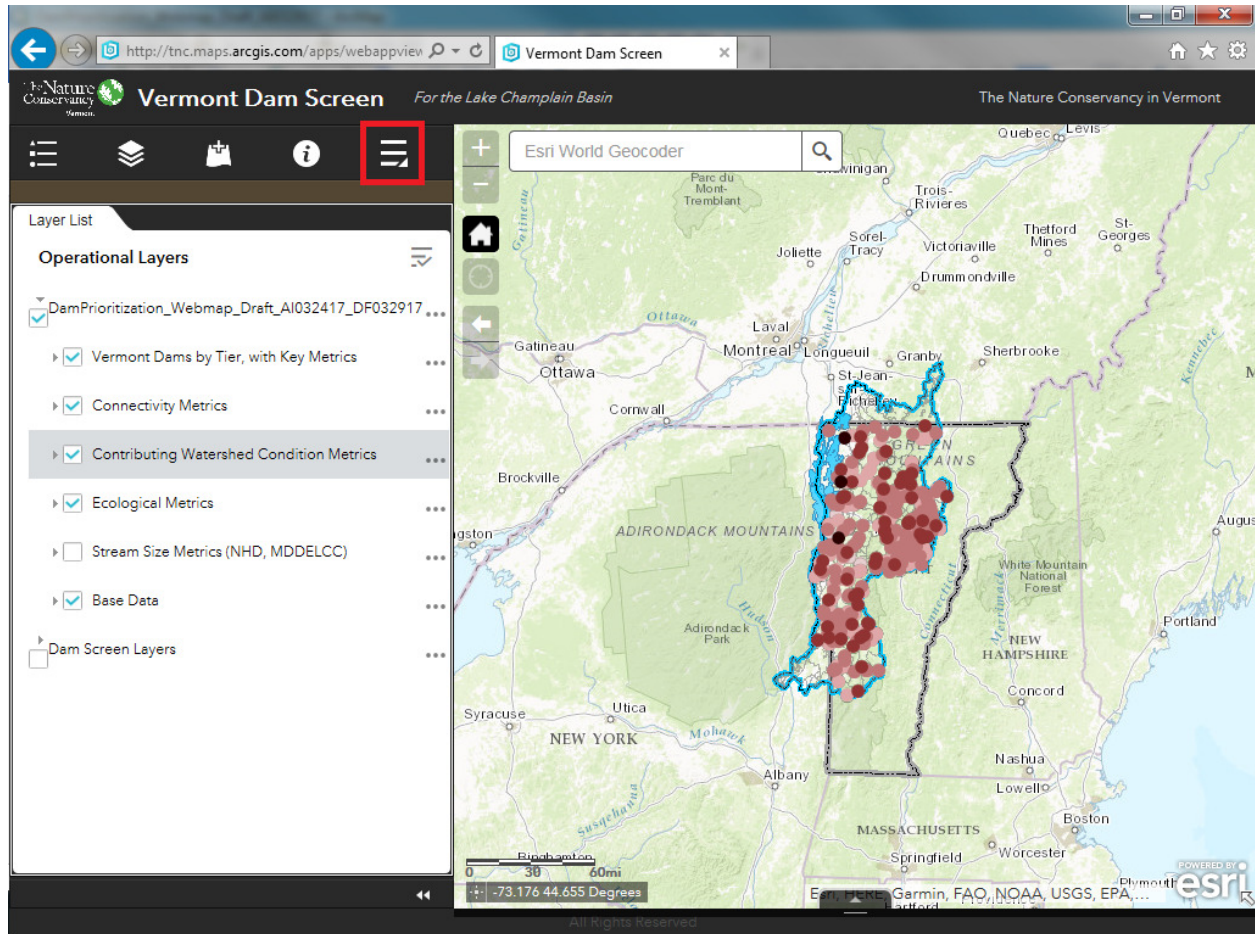 http://tnc.maps.arcgis.com/apps/webappview
Vermont Dam Screen
The Nature
Conservancy
Vermont
Vermont Dam Screen
For the Lake Champlain Basin
The Nature Conservancy in Vermont
Layer List
Operational Layers
DamPrioritization_Webmap_Draft_AI032417_DF032917
Vermont Dams by Tier, with Key Metrics
Connectivity Metrics
Contributing Watershed Condition Metrics
Ecological Metrics
Stream Size Metrics (NHD, MDDELCC)
Base Data
Dam Screen Layers
Esri World Geocoder
Quebec
Levis
Parc du
Mont-
Tremblant
Trois-
Rivieres
Gatineau
Joliette
Sorel-
Tracy
Victoriaville
Thetford
Mines
St-
Georges
Drummondville
Ottawa
Richelieu
Laval
Gatineau
Ottawa
Montreal
Longueuil
Granby
Sherbrooke
Kennebec
St-Jean-
sur-
Richelieu
Cornwall
GREEN
MOUNTAINS
Brockville
ADIRONDACK MOUNTAINS
White Mountain
National
Forest
Connecticut
Merrimack
Hudson
Adirondack
Park
Portland
NEW
HAMPSHIRE
Concord
Utica
Syracuse
NEW YORK
Mohawk
Albany
Nashua
Lowell
Boston
Susquehanna
MASSACHUSETTS
Binghamton
Springfield
Worcester
Plymouth
0 30 60mi
-73.176 44.655 Degrees
Esri, HERE, Garmin, FAO, NOAA, USGS, EPA,...
POWERED BY
esri
All Rights Reserved